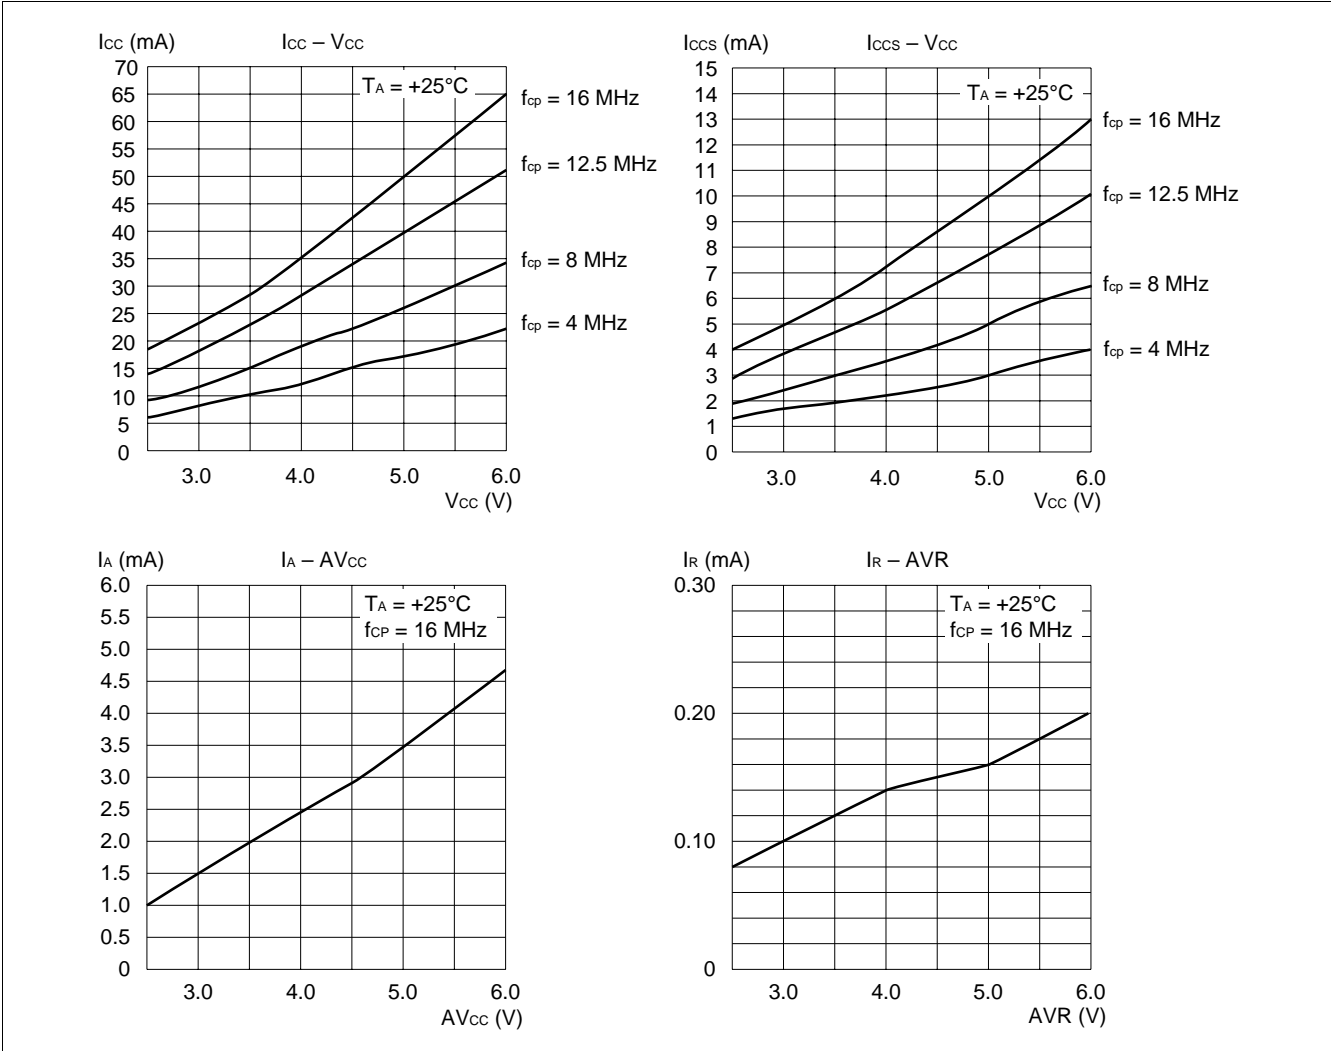 ICC (mA)
ICC – VCC
TA = +25°C
70
65
60
55
50
45
40
35
30
25
20
15
10
5
0
fcp = 16 MHz
fcp = 12.5 MHz
fcp = 8 MHz
fcp = 4 MHz
3.0 4.0 5.0 6.0
VCC (V)
ICCS (mA)
ICCS – VCC
TA = +25°C
15
14
13
12
11
10
9
8
7
6
5
4
3
2
1
0
fcp = 16 MHz
fcp = 12.5 MHz
fcp = 8 MHz
fcp = 4 MHz
3.0 4.0 5.0 6.0
VCC (V)
IA (mA)
IA – AVCC
TA = +25°C
fCP = 16 MHz
6.0
5.5
5.0
4.5
4.0
3.5
3.0
2.5
2.0
1.5
1.0
0.5
0
3.0 4.0 5.0 6.0
AVCC (V)
IR (mA)
IR – AVR
TA = +25°C
fCP = 16 MHz
0.30
0.20
0.10
0
3.0 4.0 5.0 6.0
AVR (V)